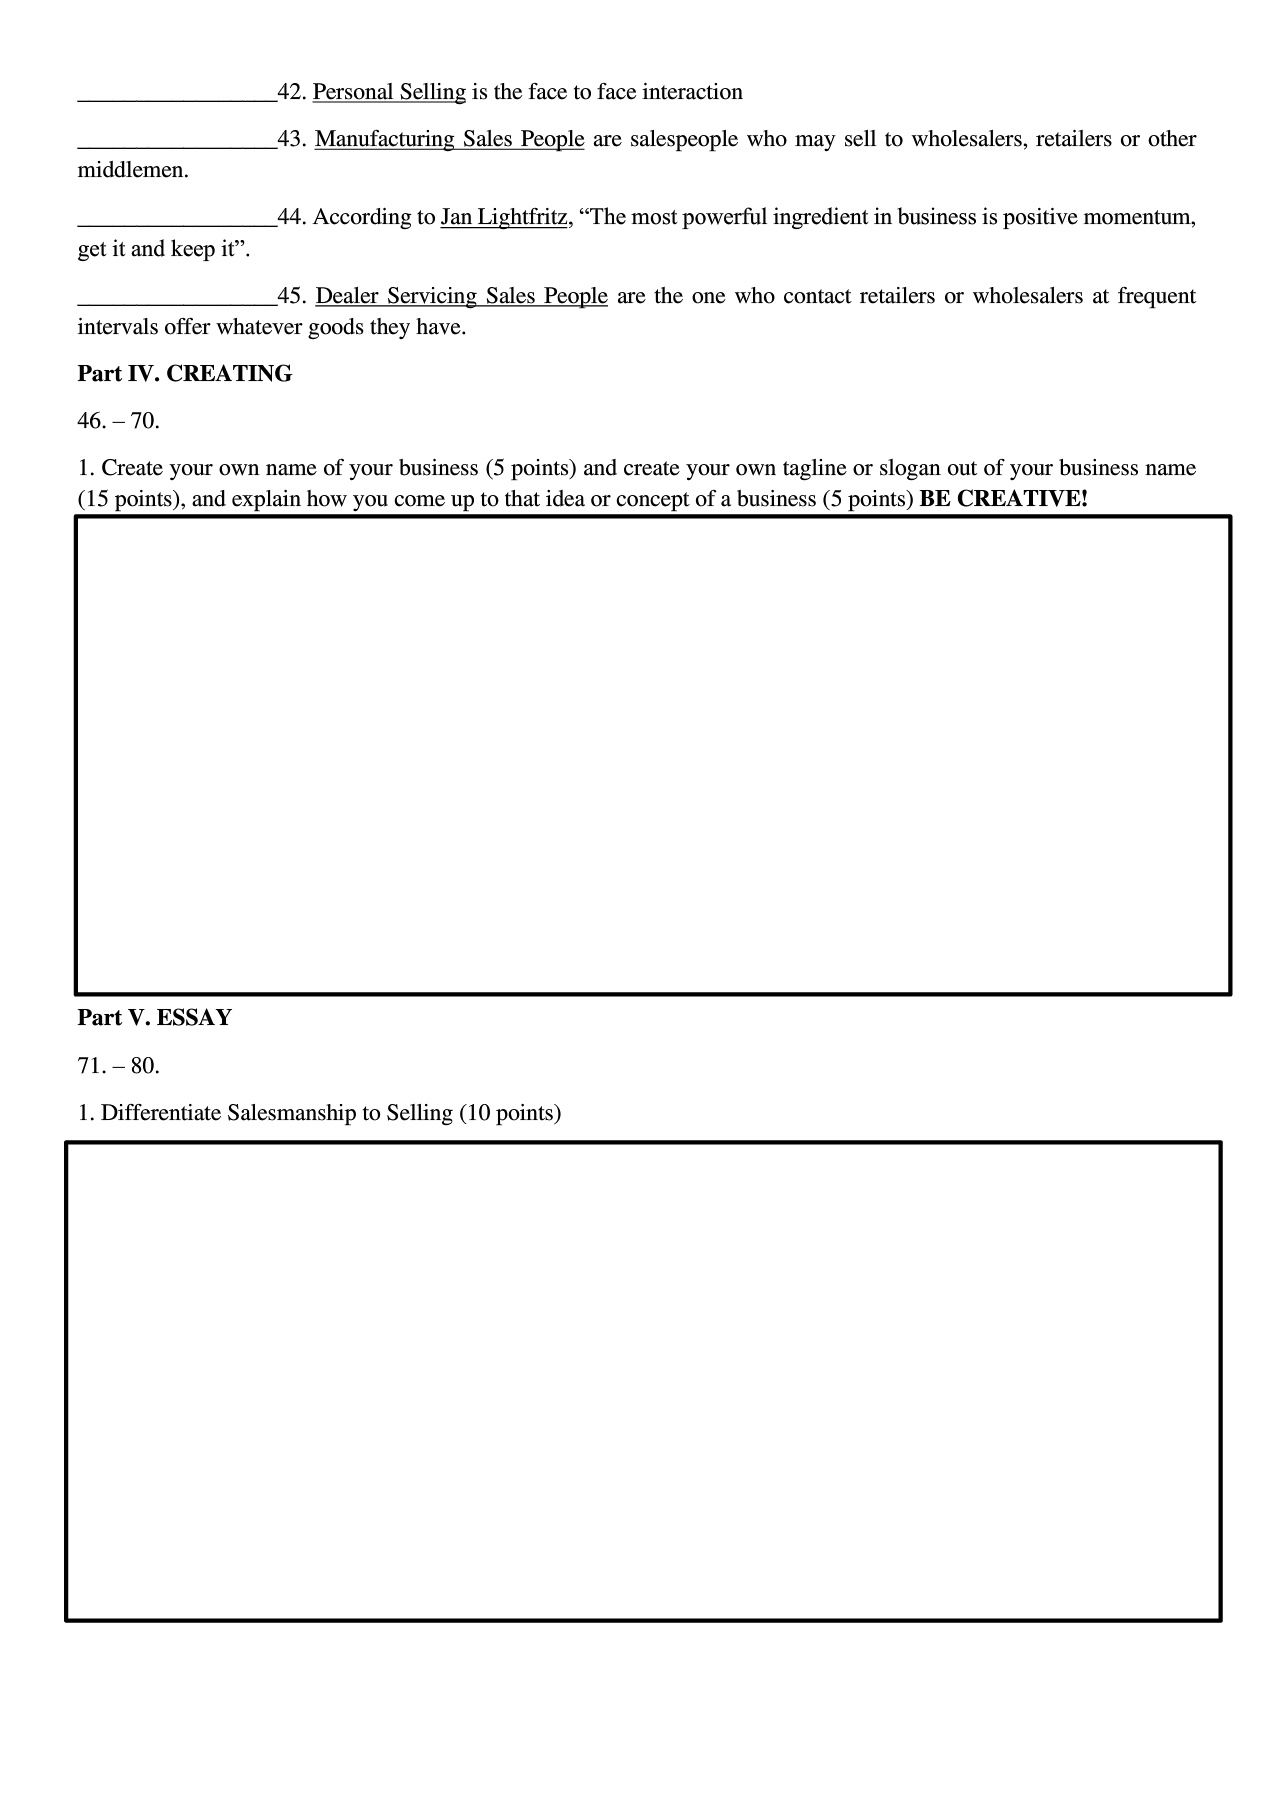 _________________42. Personal Selling is the face to face interaction
_________________43. Manufacturing Sales People are salespeople who may sell to wholesalers, retailers or other
middlemen.
_________________44. According to Jan Lightfritz, “The most powerful ingredient in business is positive momentum,
get it and keep it”.
_________________45. Dealer Servicing Sales People are the one who contact retailers or wholesalers at frequent
intervals offer whatever goods they have.
Part IV. CREATING
46. – 70.
1. Create your own name of your business (5 points) and create your own tagline or slogan out of your business name
(15 points), and explain how you come up to that idea or concept of a business (5 points) BE CREATIVE!
Part V. ESSAY
71. – 80.
1. Differentiate Salesmanship to Selling (10 points)